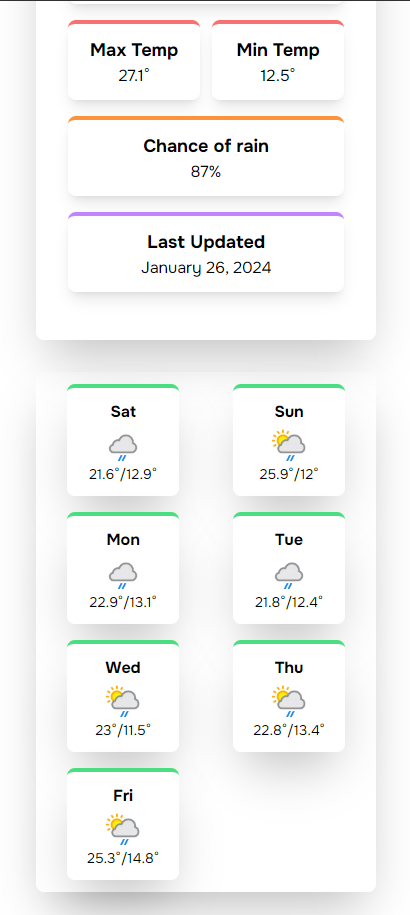 Max Temp
27.1°
Min Temp
12.5°
Chance of rain
87%
Last Updated
January 26, 2024
Sat
21.6°/12.9°
Sun
25.9°/12°
Mon
22.9°/13.1°
Tue
21.8°/12.4°
Wed
23°/11.5°
Thu
22.8°/13.4°
Fri
25.3°/14.8°